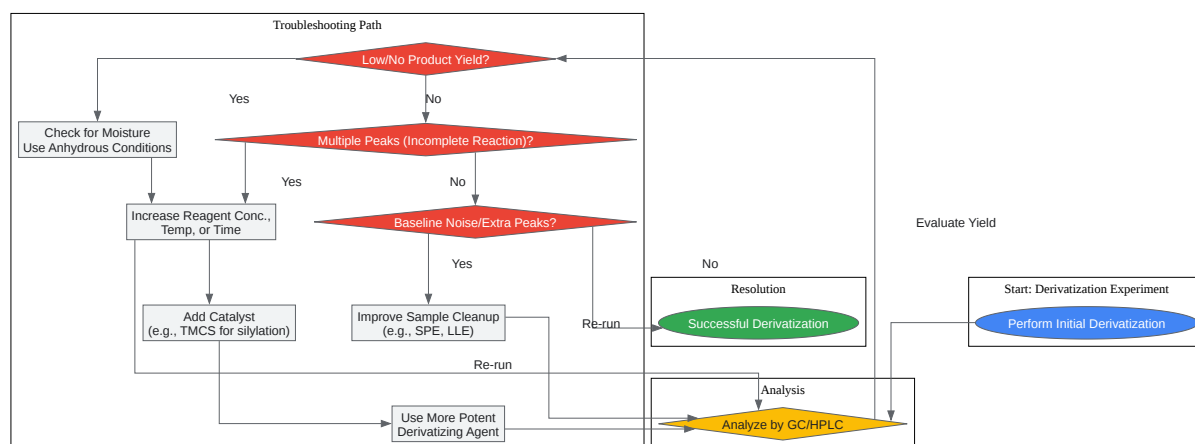 Troubleshooting Path
Low/No Product Yield?
Yes
No
Check for Moisture
Use Anhydrous Conditions
Multiple Peaks (Incomplete Reaction)?
Yes
No
Increase Reagent Conc.,
Temp, or Time
Baseline Noise/Extra Peaks?
Evaluate Yield
Yes
No
Resolution
Start: Derivatization Experiment
Add Catalyst
(e.g., TMCS for silylation)
Improve Sample Cleanup
(e.g., SPE, LLE)
Re-run
Successful Derivatization
Perform Initial Derivatization
Re-run
Analysis
Use More Potent
Derivatizing Agent
Analyze by GC/HPLC